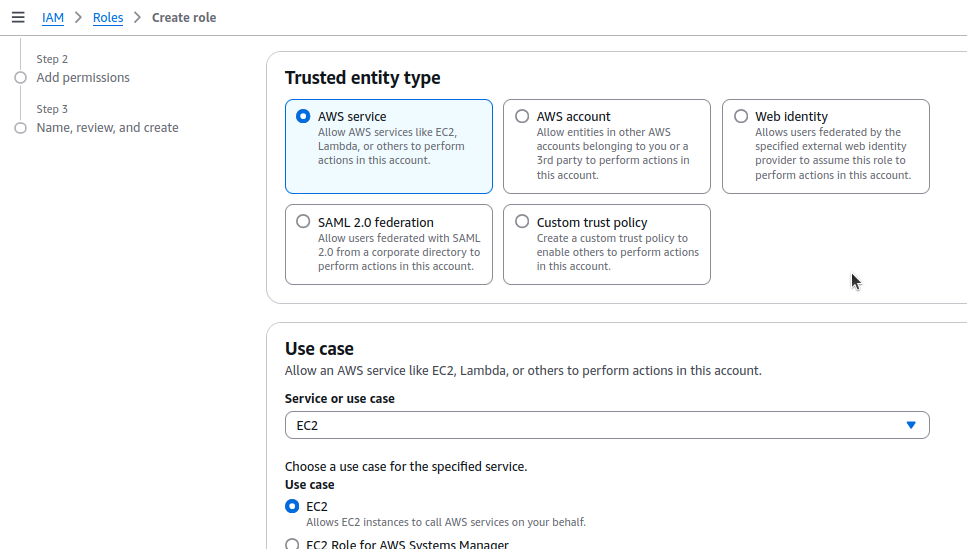 IAM > Roles > Create role
Step 2
Add permissions
Step 3
Name, review, and create
Trusted entity type
AWS service
Allow AWS services like EC2,
Lambda, or others to perform
actions in this account.
AWS account
Allow entities in other AWS
accounts belonging to you or a
3rd party to perform actions in
this account.
Web identity
Allows users federated by the
specified external web identity
provider to assume this role to
perform actions in this account.
SAML 2.0 federation
Allow users federated with SAML
2.0 from a corporate directory to
perform actions in this account.
Custom trust policy
Create a custom trust policy to
enable others to perform actions
in this account.
Use case
Allow an AWS service like EC2, Lambda, or others to perform actions in this account.
Service or use case
EC2
Choose a use case for the specified service.
Use case
EC2
Allows EC2 instances to call AWS services on your behalf.
EC2 Role for AWS Systems Manager